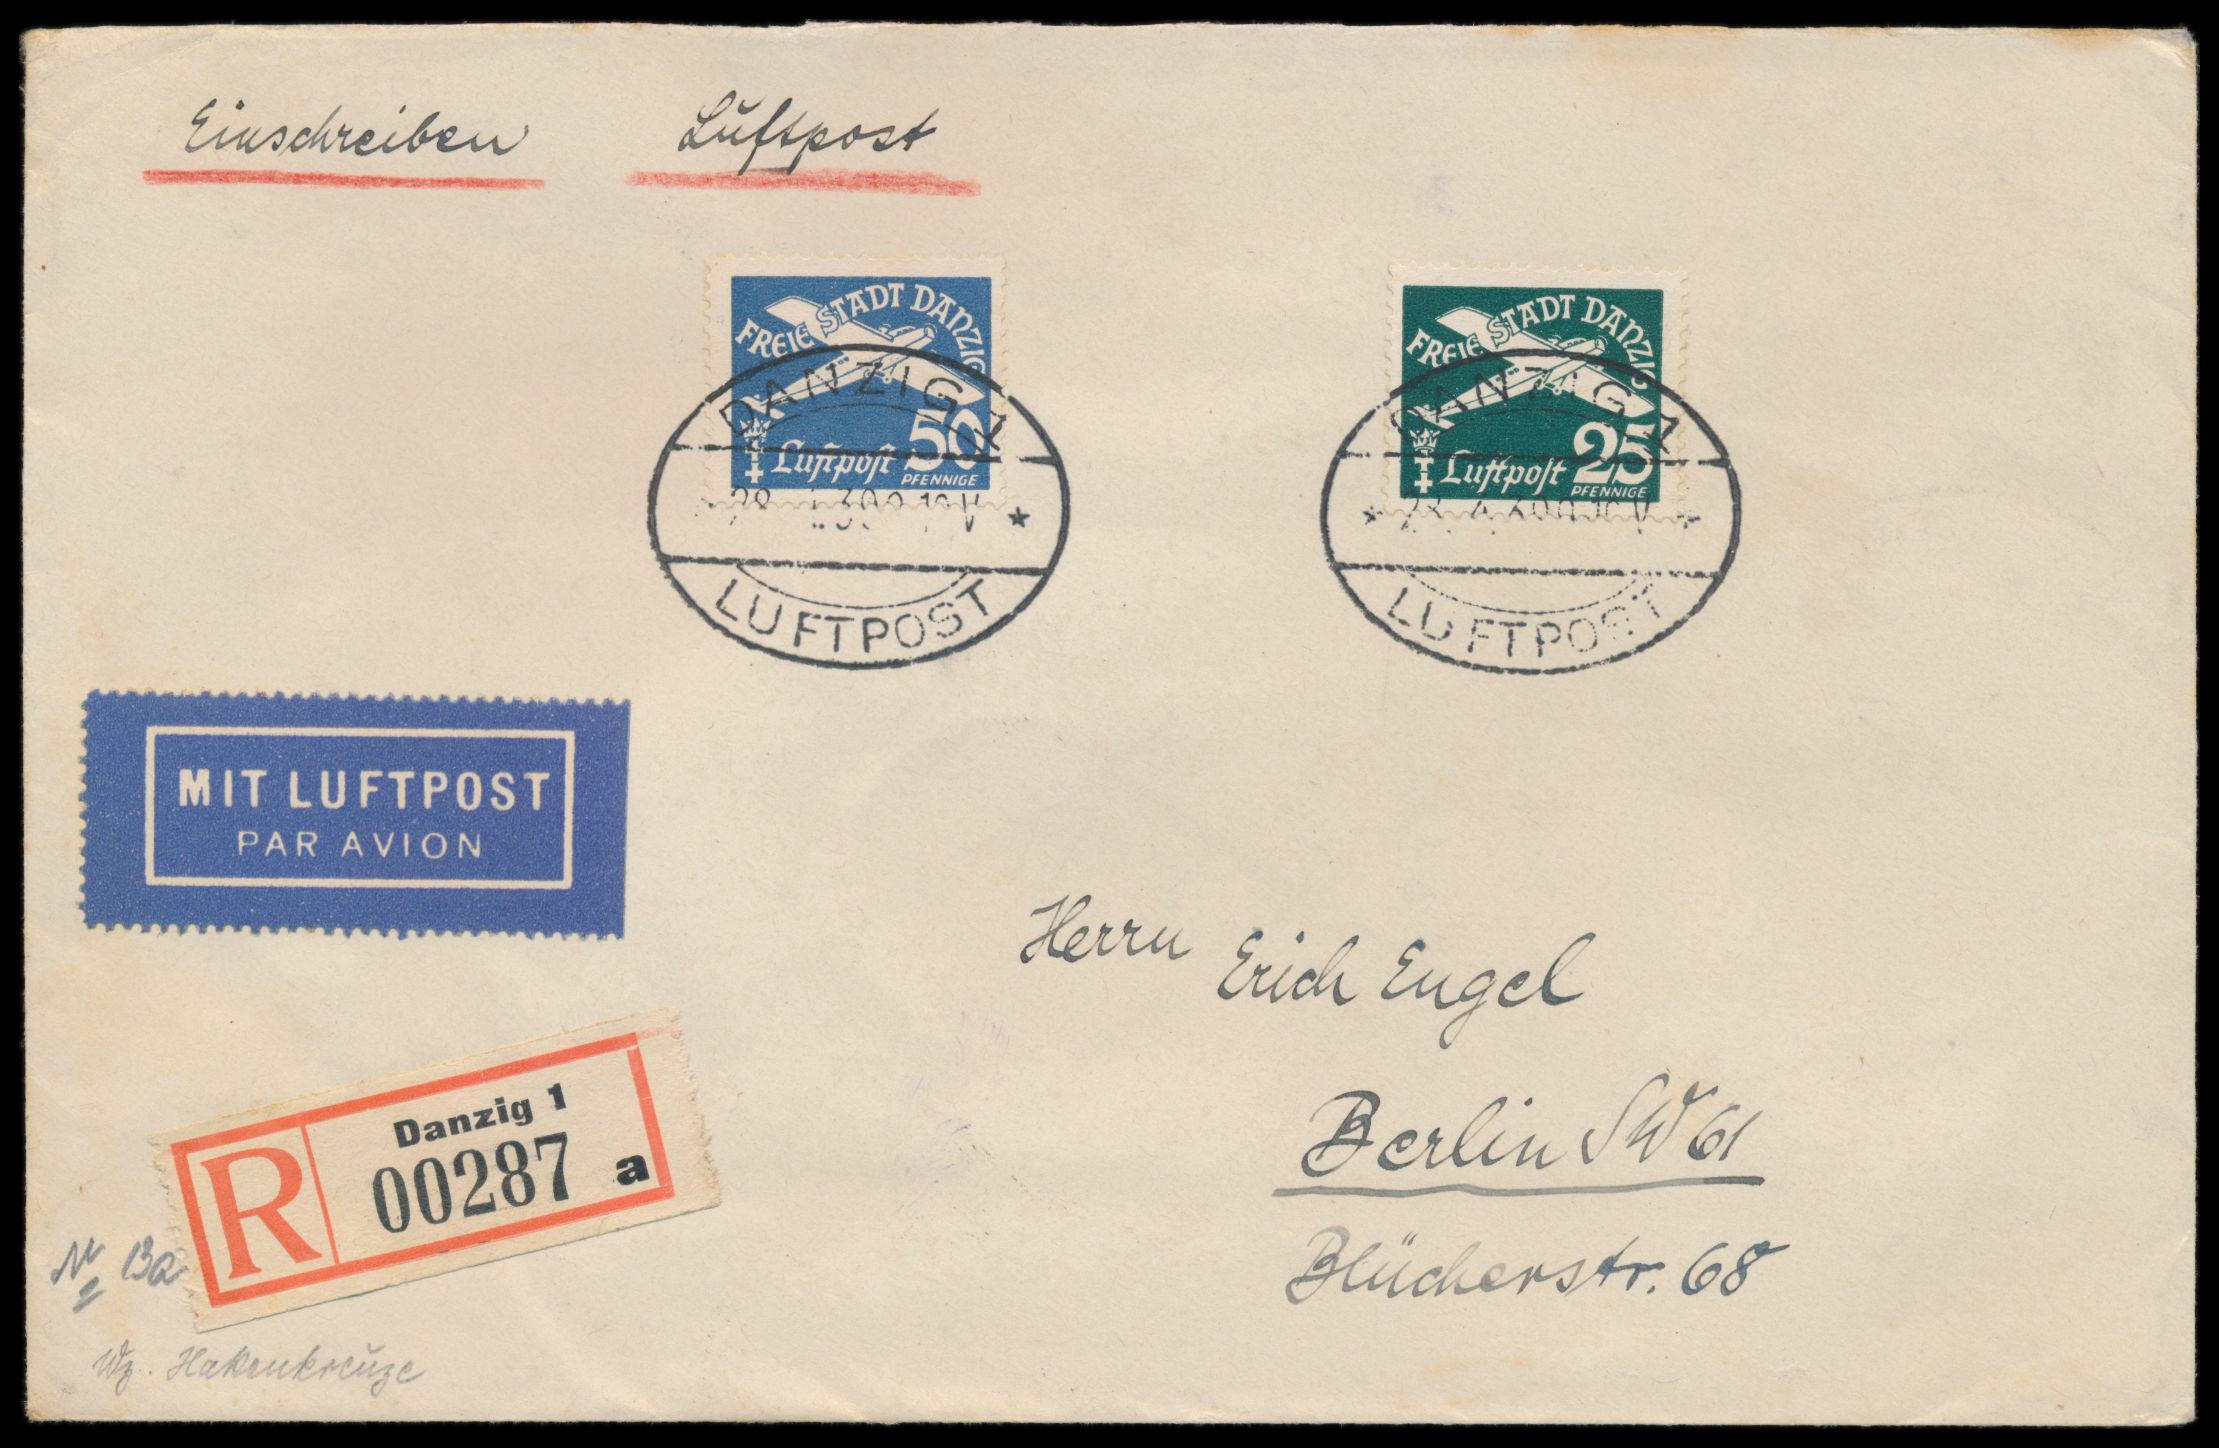 Einschreiben Luftpost
FREIE STADT DANZIG
Luftpost 50
PFENNIGE
DANZIG 1
LUFTPOST
FREIE STADT DANZIG
Luftpost 25
PFENNIGE
DANZIG 1
LUFTPOST
MIT LUFTPOST
PAR AVION
Herrn Erich Engel
Berlin SW 61
Blücherstr. 68
R
Danzig 1
00287 a
Wz. Hakenkreuze